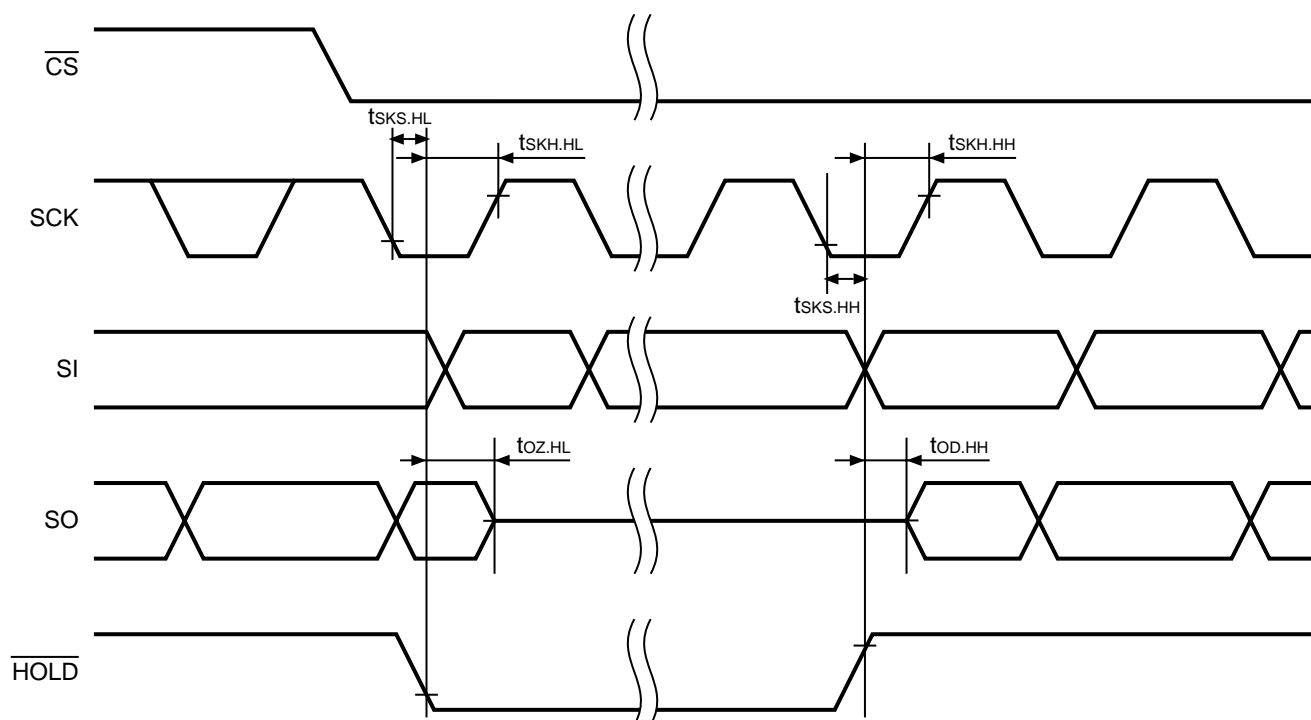 CS
tSKS.HL
tSKH.HL
tSKH.HH
SCK
tSKS.HH
SI
tOZ.HL
tOD.HH
SO
HOLD